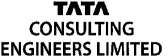 TATA
CONSULTING
ENGINEERS LIMITED